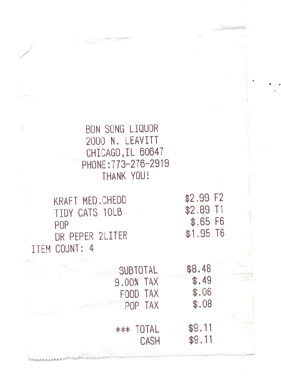 BON SONG LIQUOR
2000 N. LEAVITT
CHICAGO,IL 60647
PHONE:773-276-2919
THANK YOU!
KRAFT MED.CHEDD $2.99 F2
TIDY CATS 10LB $2.89 T1
POP $.65 F6
DR PEPER 2LITER $1.95 T6
ITEM COUNT: 4
SUBTOTAL $8.48
9.00% TAX $.49
FOOD TAX $.06
POP TAX $.08
*** TOTAL $9.11
CASH $9.11